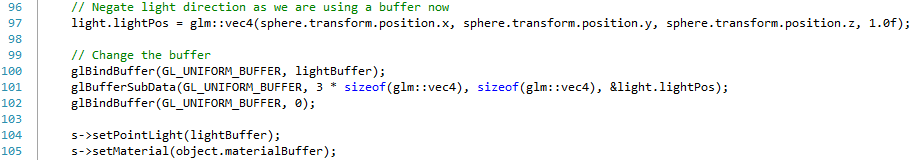 96 // Negate light direction as we are using a buffer now
97 light.lightPos = glm::vec4(sphere.transform.position.x, sphere.transform.position.y, sphere.transform.position.z, 1.0f);
98
99 // Change the buffer
100 glBindBuffer(GL_UNIFORM_BUFFER, lightBuffer);
101 glBufferSubData(GL_UNIFORM_BUFFER, 3 * sizeof(glm::vec4), sizeof(glm::vec4), &light.lightPos);
102 glBindBuffer(GL_UNIFORM_BUFFER, 0);
103
104 s->setPointLight(lightBuffer);
105 s->setMaterial(object.materialBuffer);